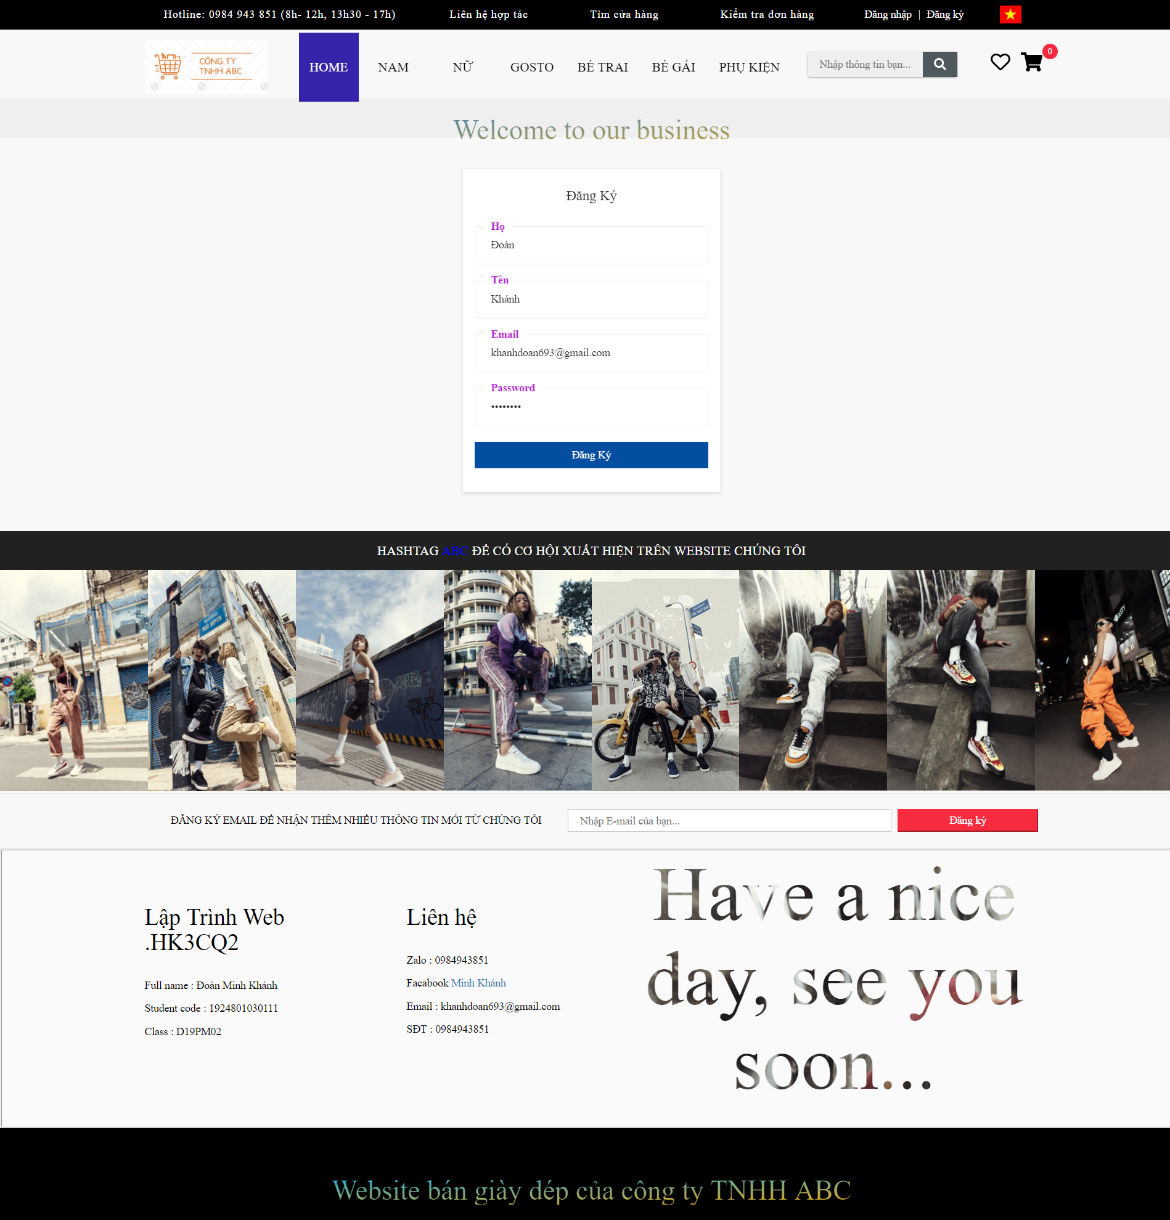 Hotline: 0984 943 851 (8h- 12h, 13h30 - 17h)
Liên hệ hợp tác
Tìm cửa hàng
Kiểm tra đơn hàng
Đăng nhập | Đăng ký
CÔNG TY
TNHH ABC
HOME
NAM
NỮ
GOSTO
BÉ TRAI
BÉ GÁI
PHỤ KIỆN
Nhập thông tin bạn...
0
Welcome to our business
Đăng Ký
Họ
Đoàn
Tên
Khánh
Email
khanhdoan693@gmail.com
Password
••••••••
Đăng Ký
HASHTAG ABC ĐỂ CÓ CƠ HỘI XUẤT HIỆN TRÊN WEBSITE CHÚNG TÔI
ĐĂNG KÝ EMAIL ĐỂ NHẬN THÊM NHIỀU THÔNG TIN MỚI TỪ CHÚNG TÔI
Nhập E-mail của bạn...
Đăng ký
Lập Trình Web
.HK3CQ2
Full name : Đoàn Minh Khánh
Student code : 1924801030111
Class : D19PM02
Liên hệ
Zalo : 0984943851
Facabook Minh Khánh
Email : khanhdoan693@gmail.com
SĐT : 0984943851
Have a nice
day, see you
soon...
Website bán giày dép của công ty TNHH ABC